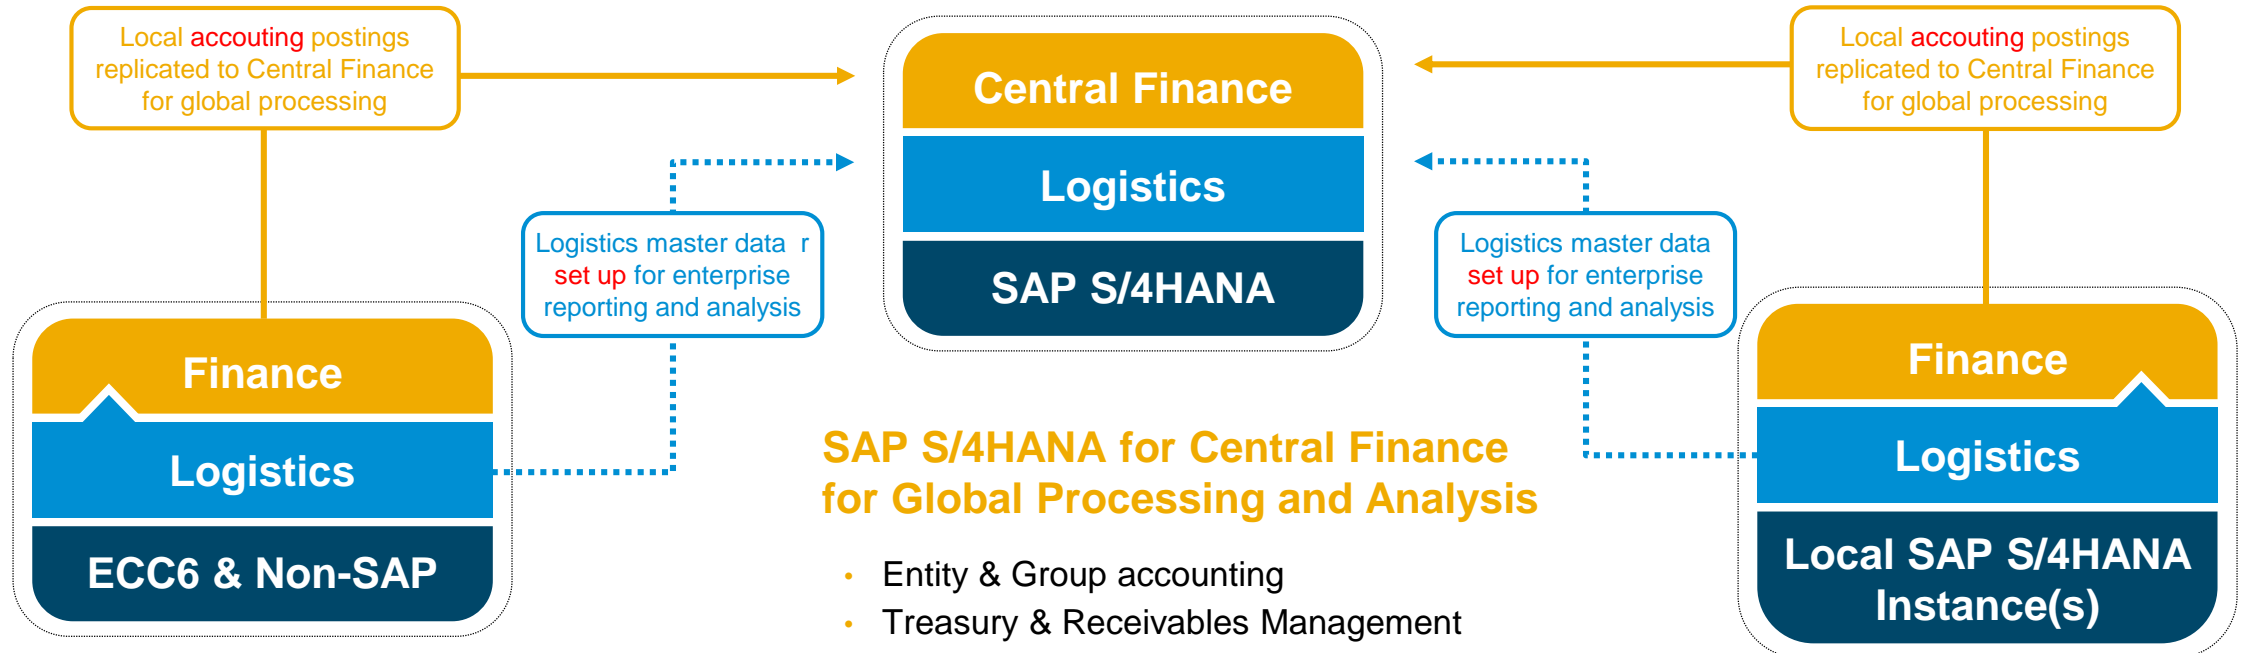 Local accouting postings
replicated to Central Finance
for global processing
Central Finance
Logistics
SAP S/4HANA
Local accouting postings
replicated to Central Finance
for global processing
Logistics master data  r
set up for enterprise
reporting and analysis
Logistics master data
set up for enterprise
reporting and analysis
Finance
Logistics
ECC6 & Non-SAP
SAP S/4HANA for Central Finance
for Global Processing and Analysis
• Entity & Group accounting
• Treasury & Receivables Management
Finance
Logistics
Local SAP S/4HANA
Instance(s)